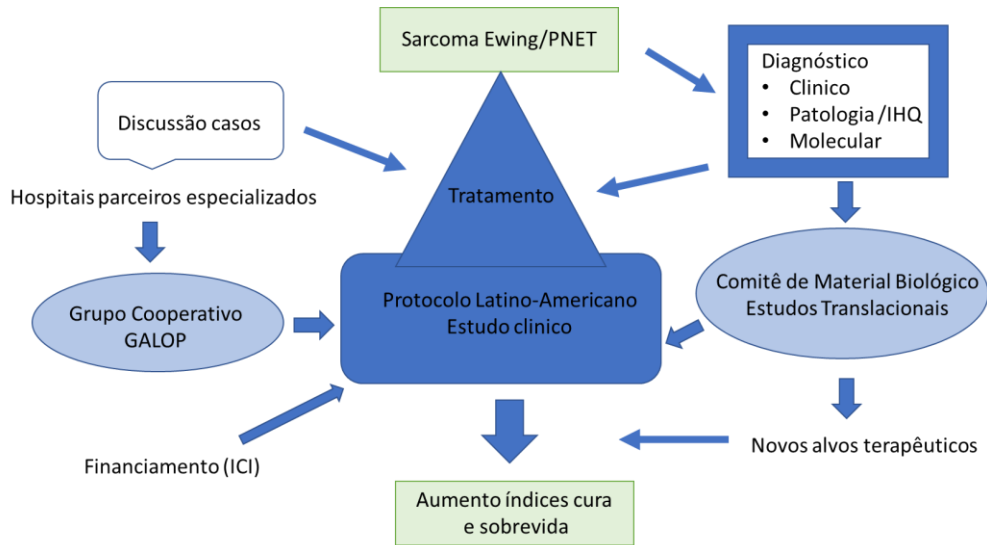 Sarcoma Ewing/PNET
Diagnóstico
• Clinico
• Patologia /IHQ
• Molecular
Discussão casos
Hospitais parceiros especializados
Tratamento
Grupo Cooperativo
GALOP
Protocolo Latino-Americano
Estudo clinico
Comitê de Material Biológico
Estudos Translacionais
Financiamento (ICI)
Novos alvos terapêuticos
Aumento índices cura
e sobrevida